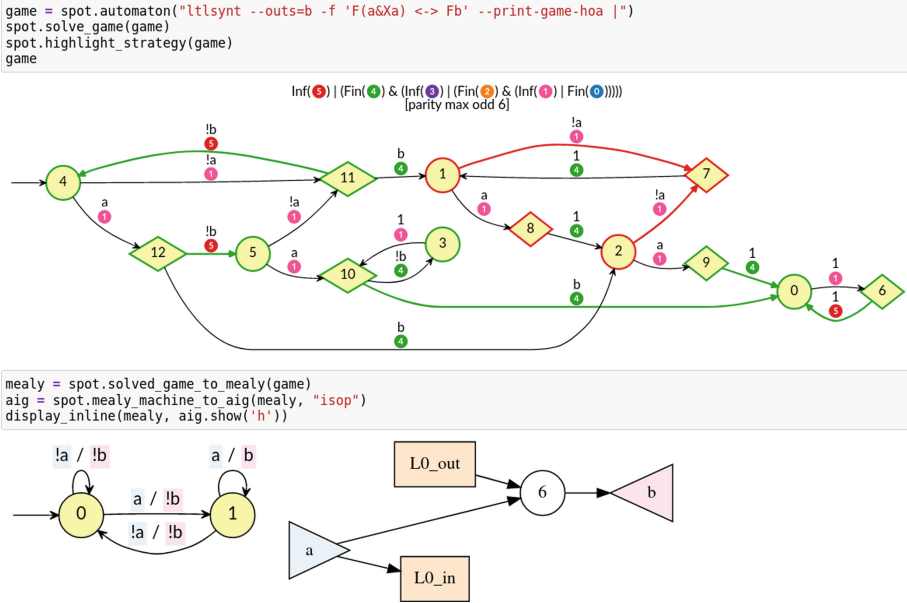 game = spot.automaton("ltlsynt --outs=b -f 'F(a&Xa) <-> Fb' --print-game-hoa |")
spot.solve_game(game)
spot.highlight_strategy(game)
game
Inf(5) | (Fin(4) & (Inf(3) | (Fin(2) & (Inf(1) | Fin(0)))))
[parity max odd 6]
!b
5
!a
1
b
4
!a
1
1
4
4
11
1
7
a
1
!b
5
!a
1
a
1
8
1
4
!a
1
12
5
a
1
10
1
1
!b
4
3
2
a
1
9
1
4
b
4
0
1
1
1
5
6
b
4
mealy = spot.solved_game_to_mealy(game)
aig = spot.mealy_machine_to_aig(mealy, "isop")
display_inline(mealy, aig.show('h'))
!a / !b
a / b
0
a / !b
!a / !b
1
L0_out
6
b
a
L0_in